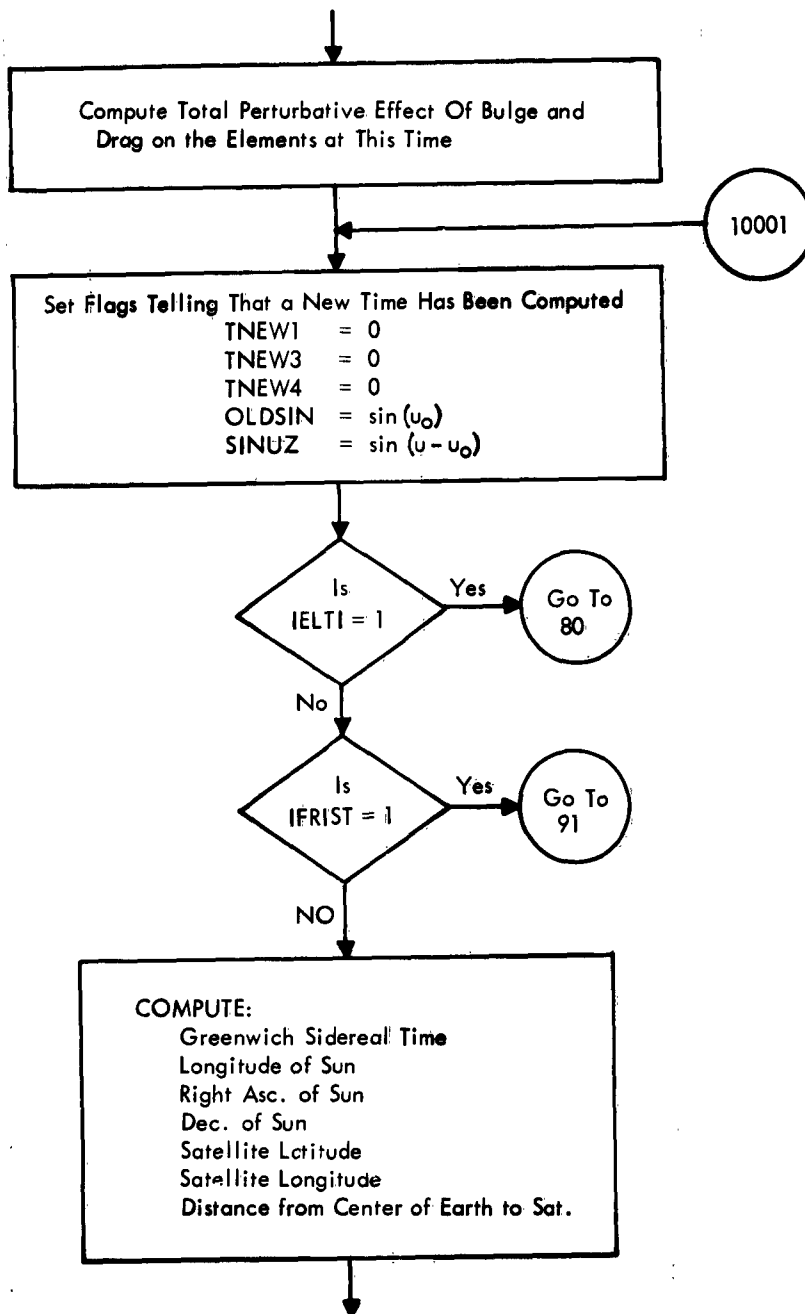 Compute Total Perturbative Effect Of Bulge and
Drag on the Elements at This Time
10001
Set Flags Telling That a New Time Has Been Computed
TNEW1 = 0
TNEW3 = 0
TNEW4 = 0
OLDSIN = sin (u₀)
SINUZ = sin (u - u₀)
Is
IELTI = 1
Yes
Go To
80
No
Is
IFRIST = 1
Yes
Go To
91
NO
COMPUTE:
Greenwich Sidereal Time
Longitude of Sun
Right Asc. of Sun
Dec. of Sun
Satellite Lctitude
Satellite Longitude
Distance from Center of Earth to Sat.